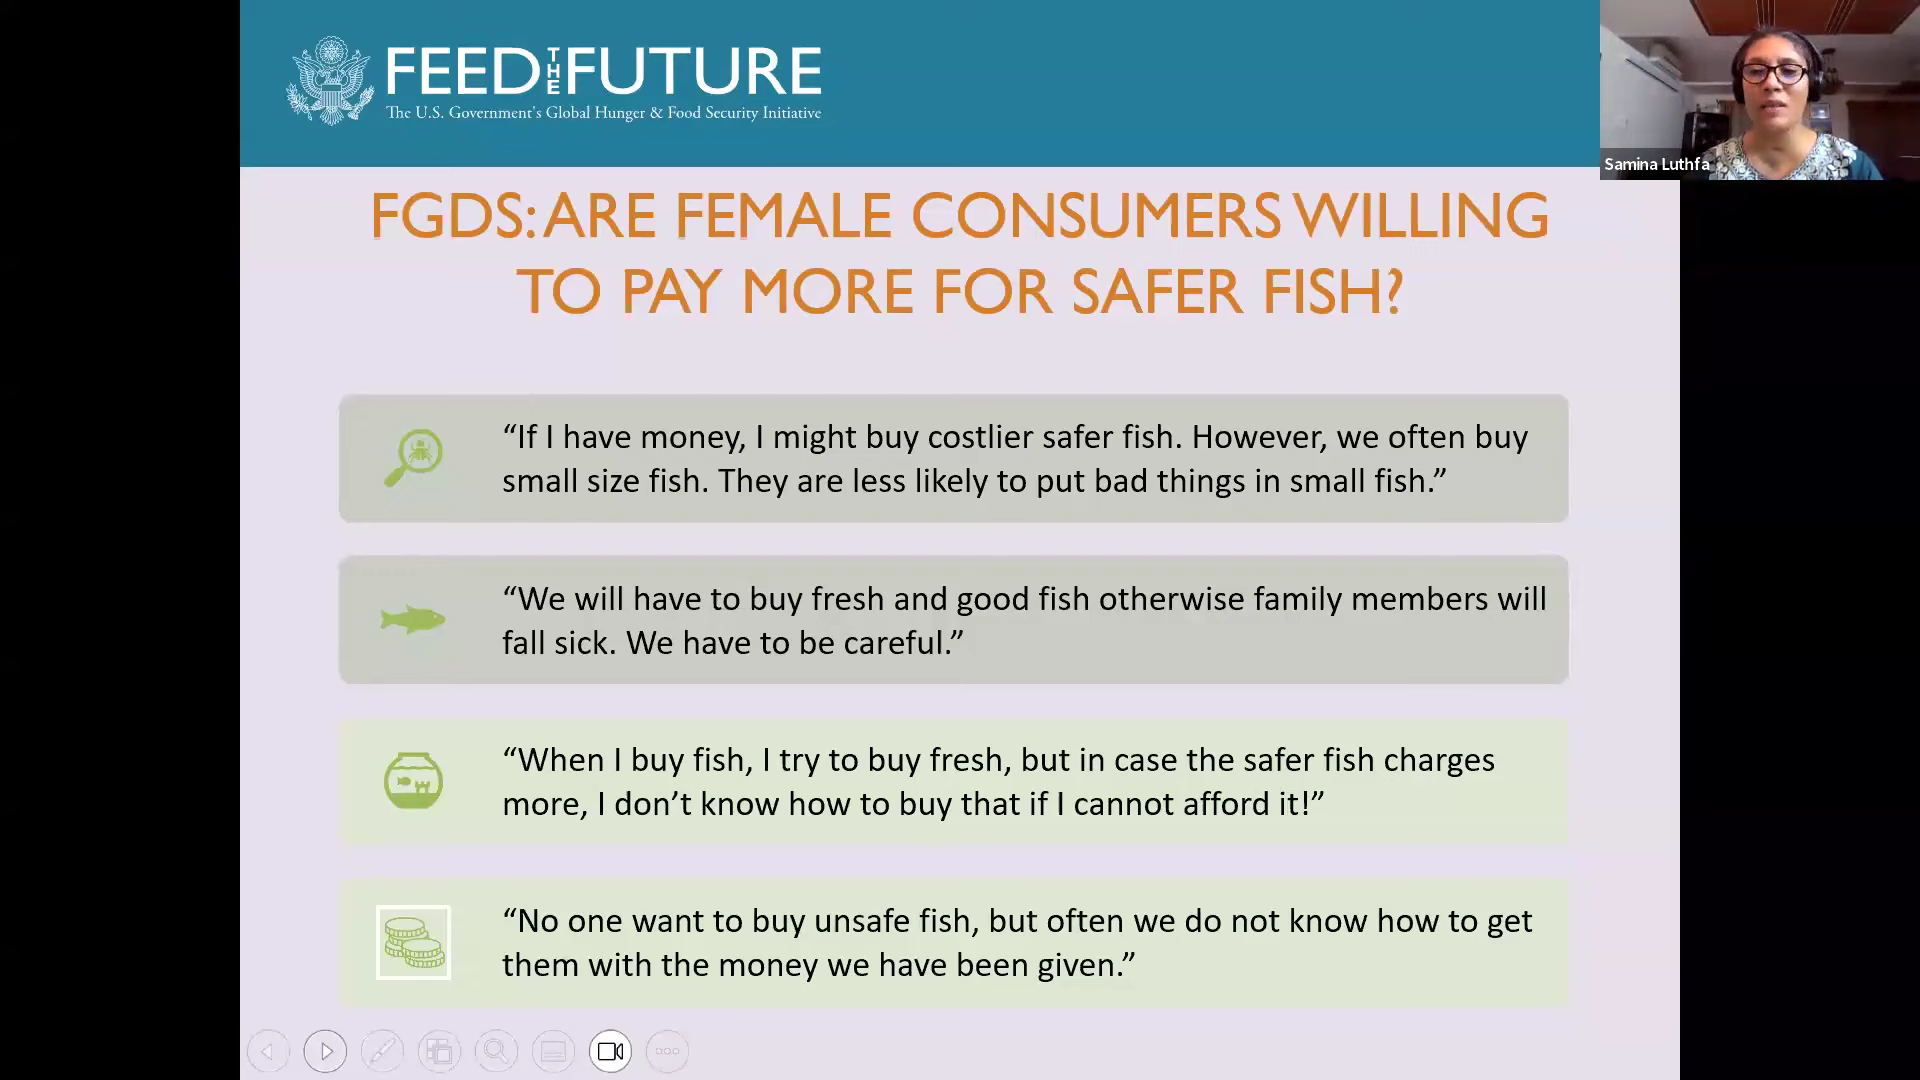 FEED THE FUTURE
The U.S. Government's Global Hunger & Food Security Initiative
Samina Luthfa
FGDS: ARE FEMALE CONSUMERS WILLING
TO PAY MORE FOR SAFER FISH?
“If I have money, I might buy costlier safer fish. However, we often buy
small size fish. They are less likely to put bad things in small fish.”
“We will have to buy fresh and good fish otherwise family members will
fall sick. We have to be careful.”
“When I buy fish, I try to buy fresh, but in case the safer fish charges
more, I don’t know how to buy that if I cannot afford it!”
“No one want to buy unsafe fish, but often we do not know how to get
them with the money we have been given.”